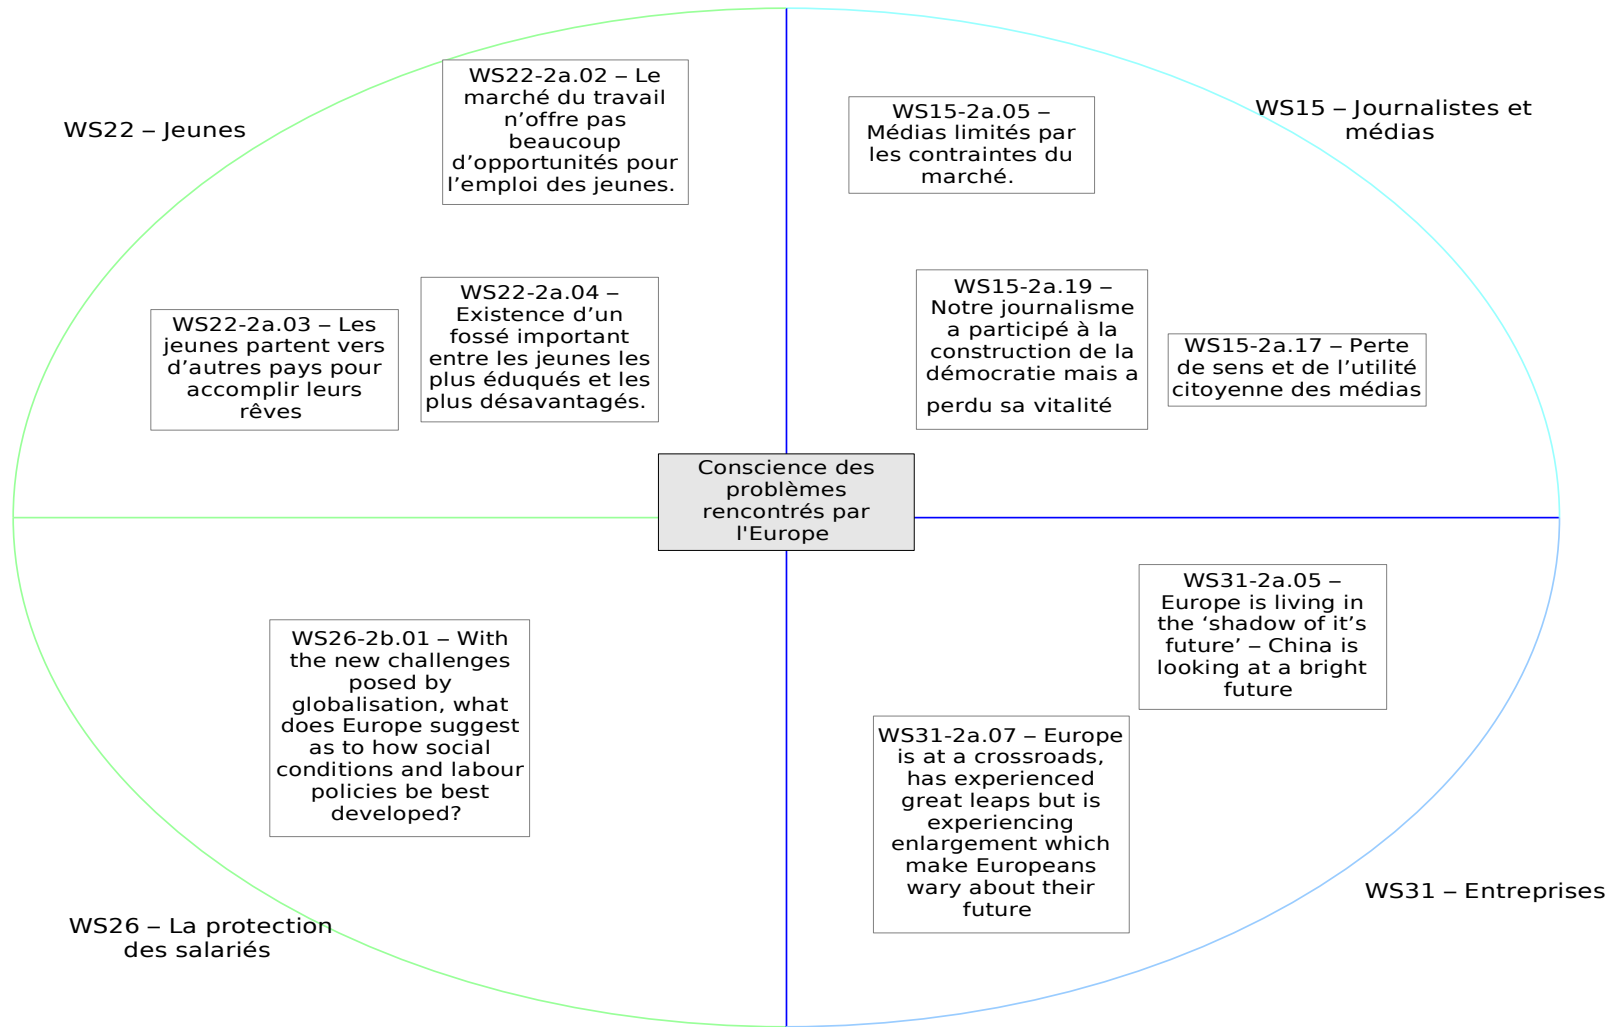 WS22 – Jeunes
WS22-2a.02 – Le
marché du travail
n’offre pas
beaucoup
d’opportunités pour
l’emploi des jeunes.
WS22-2a.03 – Les
jeunes partent vers
d’autres pays pour
accomplir leurs
rêves
WS22-2a.04 –
Existence d’un
fossé important
entre les jeunes les
plus éduqués et les
plus désavantagés.
WS15 – Journalistes et
médias
WS15-2a.05 –
Médias limités par
les contraintes du
marché.
WS15-2a.19 –
Notre journalisme
a participé à la
construction de la
démocratie mais a
perdu sa vitalité
WS15-2a.17 – Perte
de sens et de l’utilité
citoyenne des médias
Conscience des
problèmes
rencontrés par
l'Europe
WS26-2b.01 – With
the new challenges
posed by
globalisation, what
does Europe suggest
as to how social
conditions and labour
policies be best
developed?
WS26 – La protection
des salariés
WS31-2a.05 –
Europe is living in
the ‘shadow of it’s
future’ – China is
looking at a bright
future
WS31-2a.07 – Europe
is at a crossroads,
has experienced
great leaps but is
experiencing
enlargement which
make Europeans
wary about their
future
WS31 – Entreprises